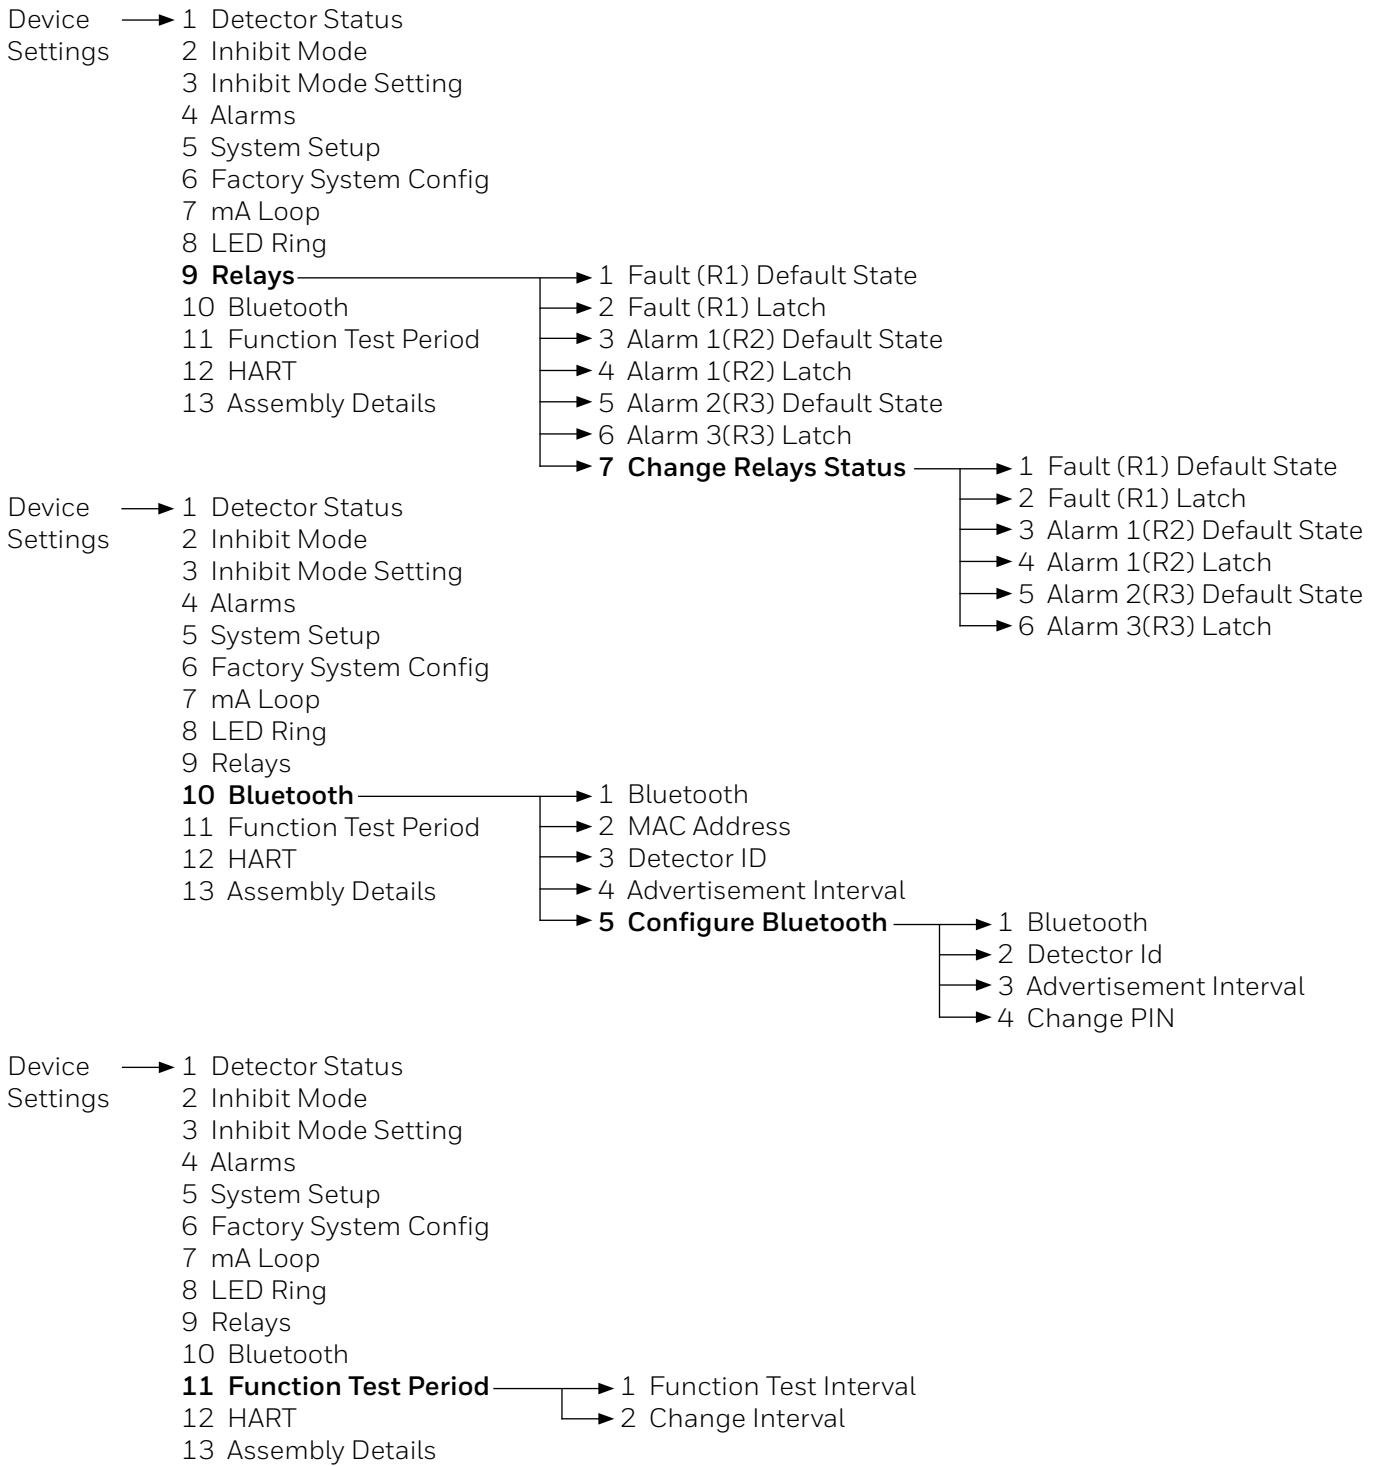 Device 1 Detector Status
Settings 2 Inhibit Mode
3 Inhibit Mode Setting
4 Alarms
5 System Setup
6 Factory System Config
7 mA Loop
8 LED Ring
9 Relays 1 Fault (R1) Default State
10 Bluetooth 2 Fault (R1) Latch
11 Function Test Period 3 Alarm 1(R2) Default State
12 HART 4 Alarm 1(R2) Latch
13 Assembly Details 5 Alarm 2(R3) Default State
6 Alarm 3(R3) Latch
7 Change Relays Status 1 Fault (R1) Default State
Device 1 Detector Status 2 Fault (R1) Latch
Settings 2 Inhibit Mode 3 Alarm 1(R2) Default State
3 Inhibit Mode Setting 4 Alarm 1(R2) Latch
4 Alarms 5 Alarm 2(R3) Default State
5 System Setup 6 Alarm 3(R3) Latch
6 Factory System Config
7 mA Loop
8 LED Ring
9 Relays
10 Bluetooth 1 Bluetooth
11 Function Test Period 2 MAC Address
12 HART 3 Detector ID
13 Assembly Details 4 Advertisement Interval
5 Configure Bluetooth 1 Bluetooth
2 Detector Id
3 Advertisement Interval
4 Change PIN
Device 1 Detector Status
Settings 2 Inhibit Mode
3 Inhibit Mode Setting
4 Alarms
5 System Setup
6 Factory System Config
7 mA Loop
8 LED Ring
9 Relays
10 Bluetooth
11 Function Test Period 1 Function Test Interval
12 HART 2 Change Interval
13 Assembly Details